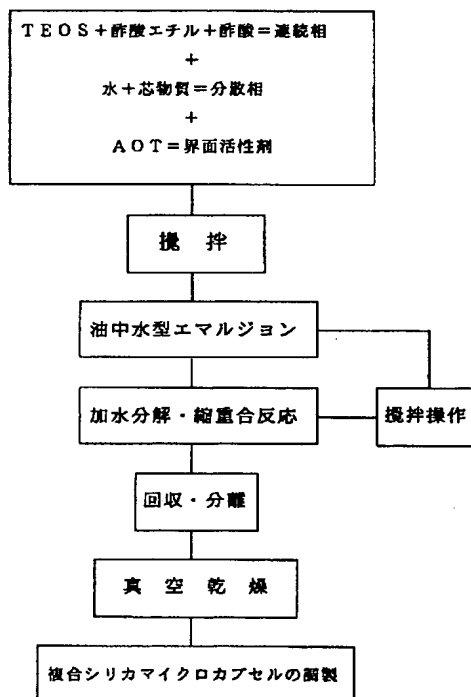 TEOS+酢酸エチル+酢酸=連続相
+
水+芯物質=分散相
+
AOT=界面活性剤
攪拌
油中水型エマルジョン
加水分解・縮重合反応
攪拌操作
回収・分離
真空乾燥
複合シリカマイクロカプセルの調製